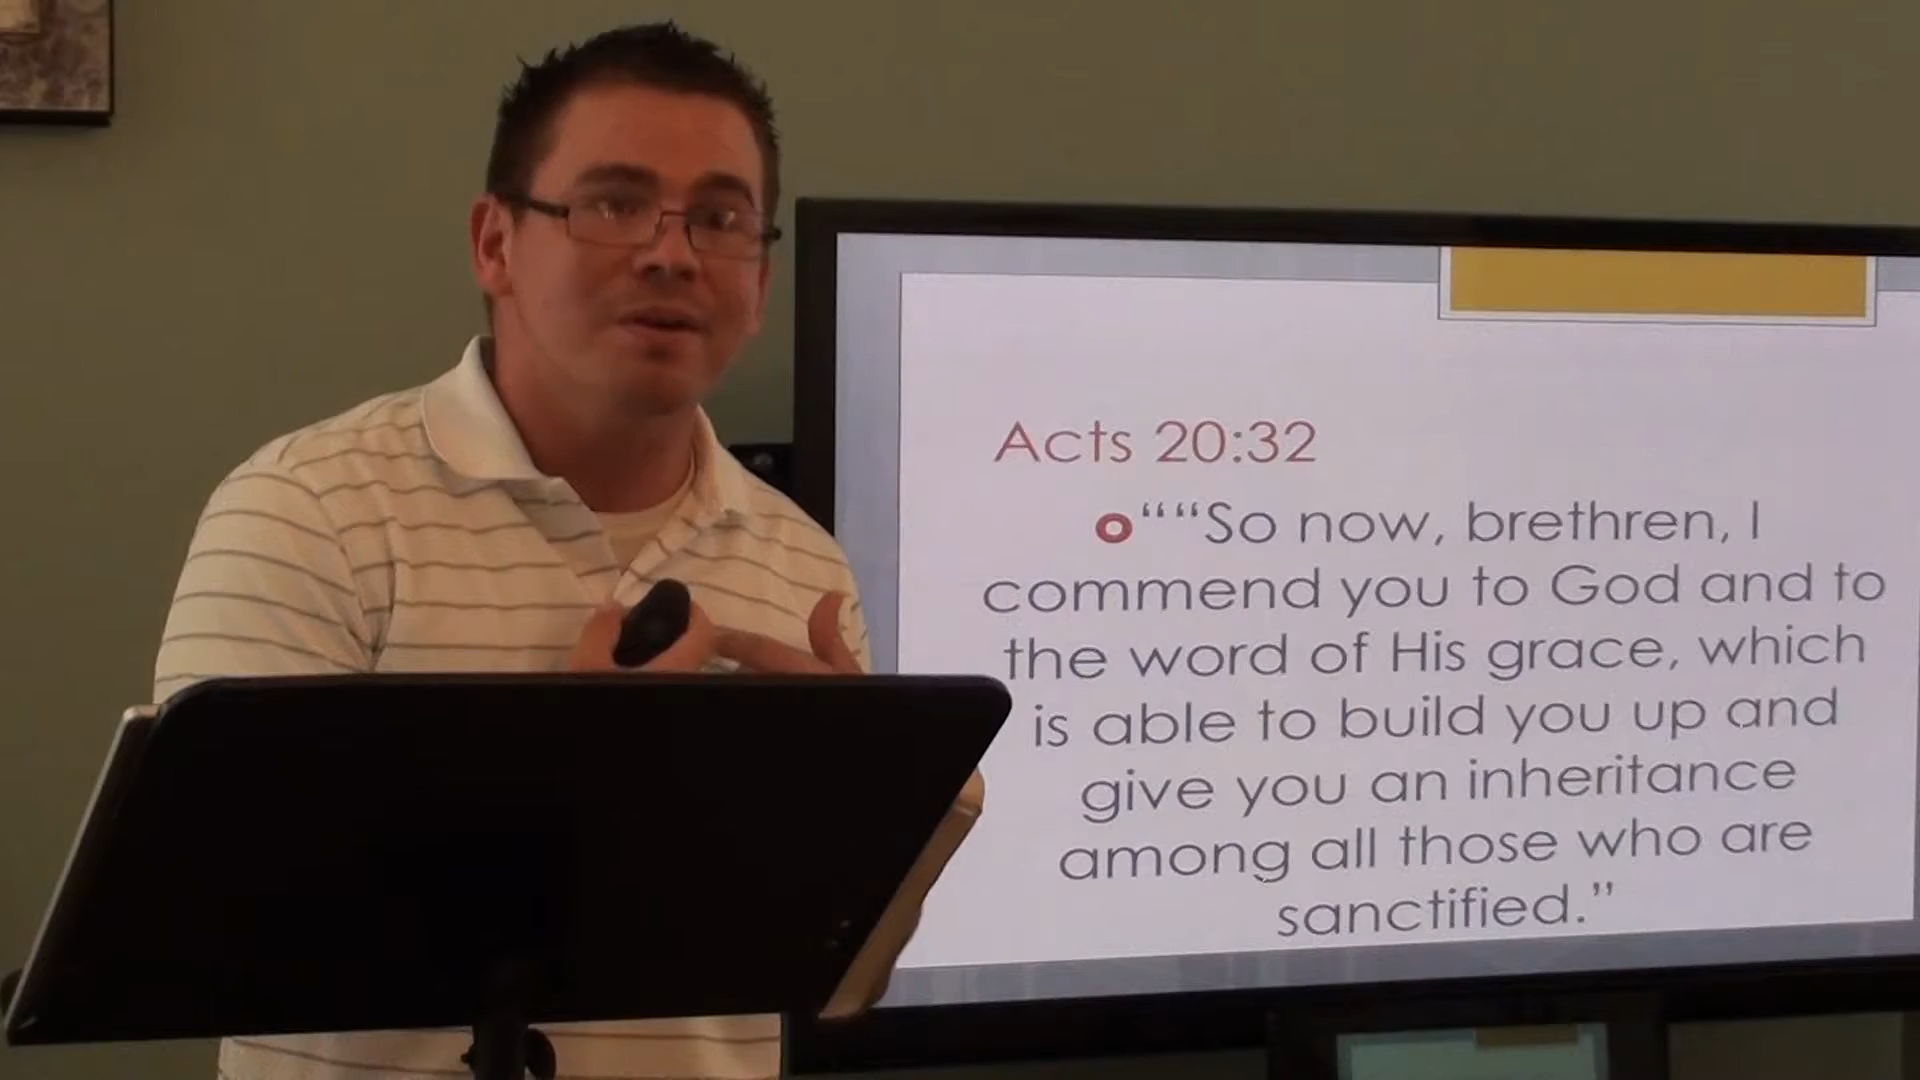 Acts 20:32
o““So now, brethren, I
commend you to God and to
the word of His grace, which
is able to build you up and
give you an inheritance
among all those who are
sanctified.”